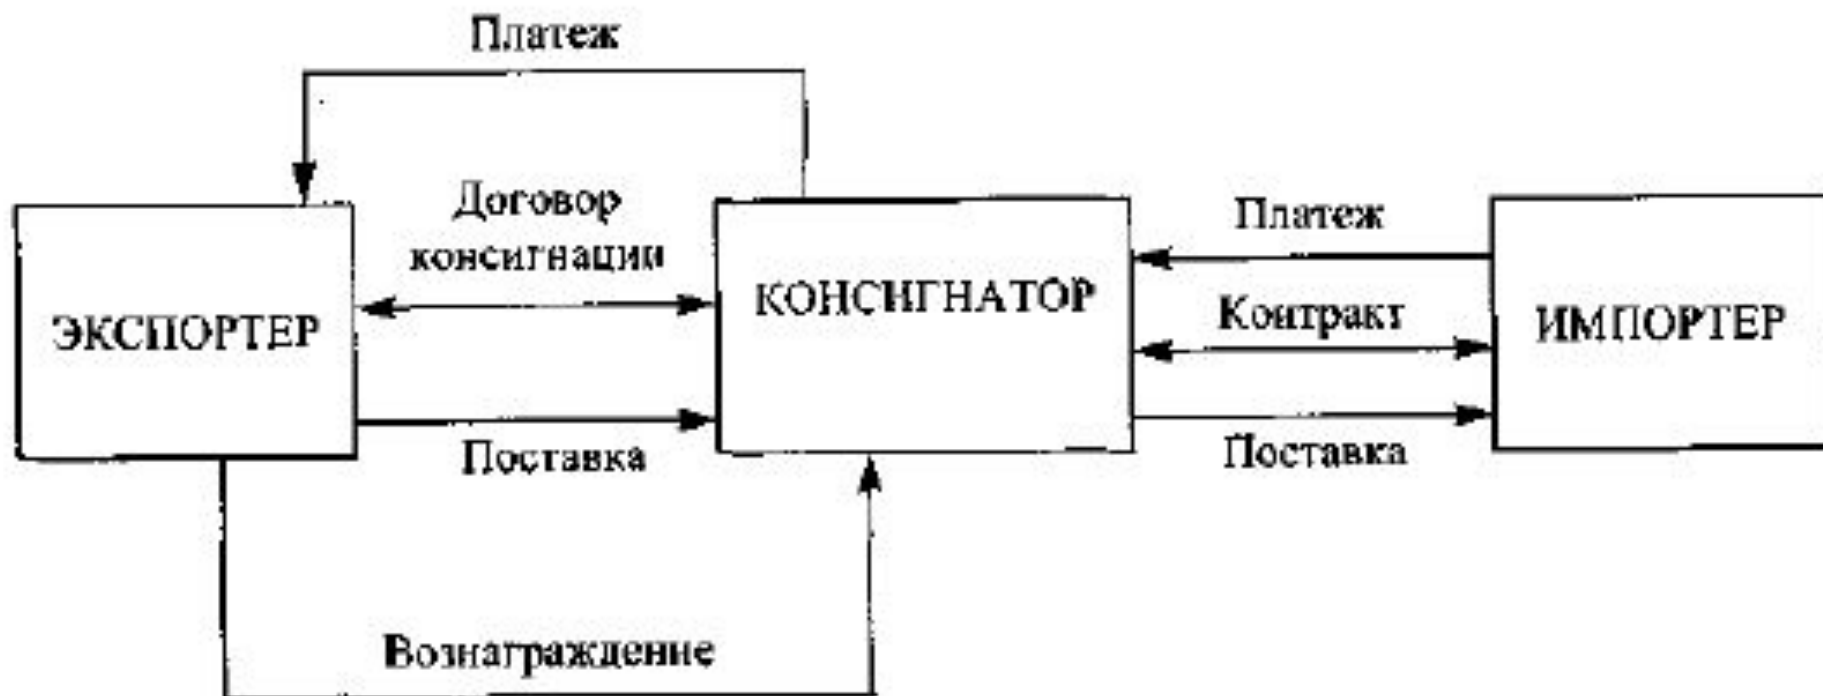 Платеж
Договор
консигнации
Платеж
ЭКСПОРТЕР
КОНСИГНАТОР
Контракт
ИМПОРТЕР
Поставка
Поставка
Вознаграждение